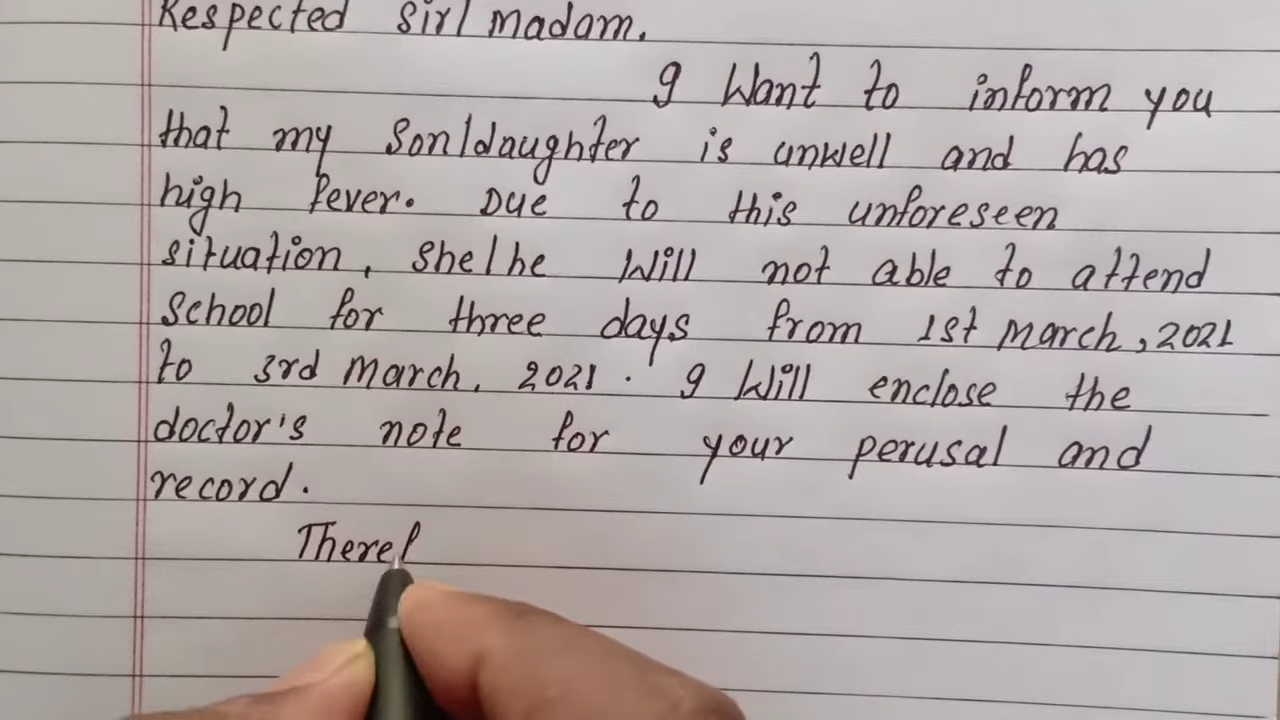 Respected sir/madam.
I Want to inform you
that my Son/daughter is unwell and has
high fever. Due to this unforeseen
situation, she/he Will not able to attend
School for three days from 1st March, 2021
to 3rd March, 2021. I Will enclose the
doctor's note for your perusal and
record.
Theref